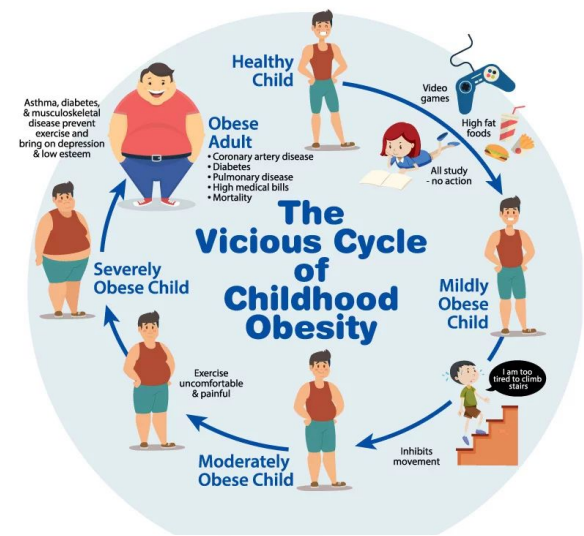 Healthy
Child
Video
games
High fat
foods
All study
- no action
Mildly
Obese
Child
I am too
tired to climb
stairs
Inhibits
movement
Moderately
Obese Child
Exercise
uncomfortable
& painful
Severely
Obese Child
Asthma, diabetes,
& musculoskeletal
disease prevent
exercise and
bring on depression
& low esteem
Obese
Adult
• Coronary artery disease
• Diabetes
• Pulmonary disease
• High medical bills
• Mortality
The
Vicious Cycle
of
Childhood
Obesity